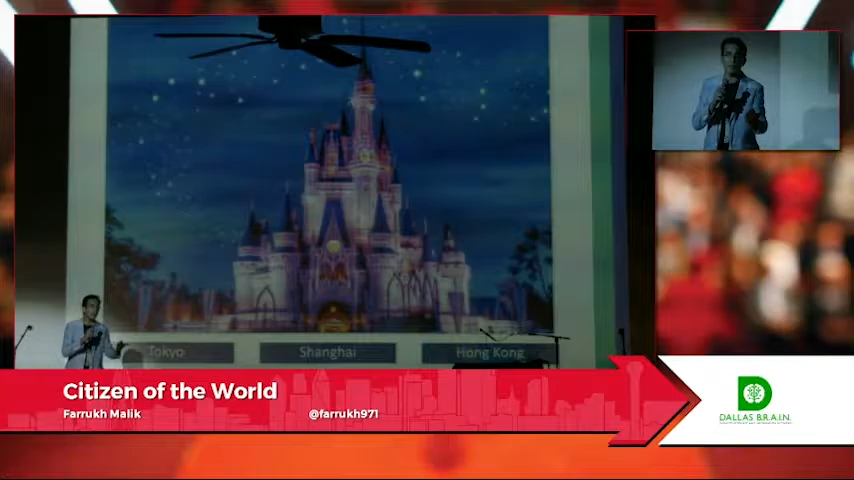 Tokyo
Shanghai
Hong Kong
Citizen of the World
Farrukh Malik
@farrukh971
DALLAS B.R.A.I.N.